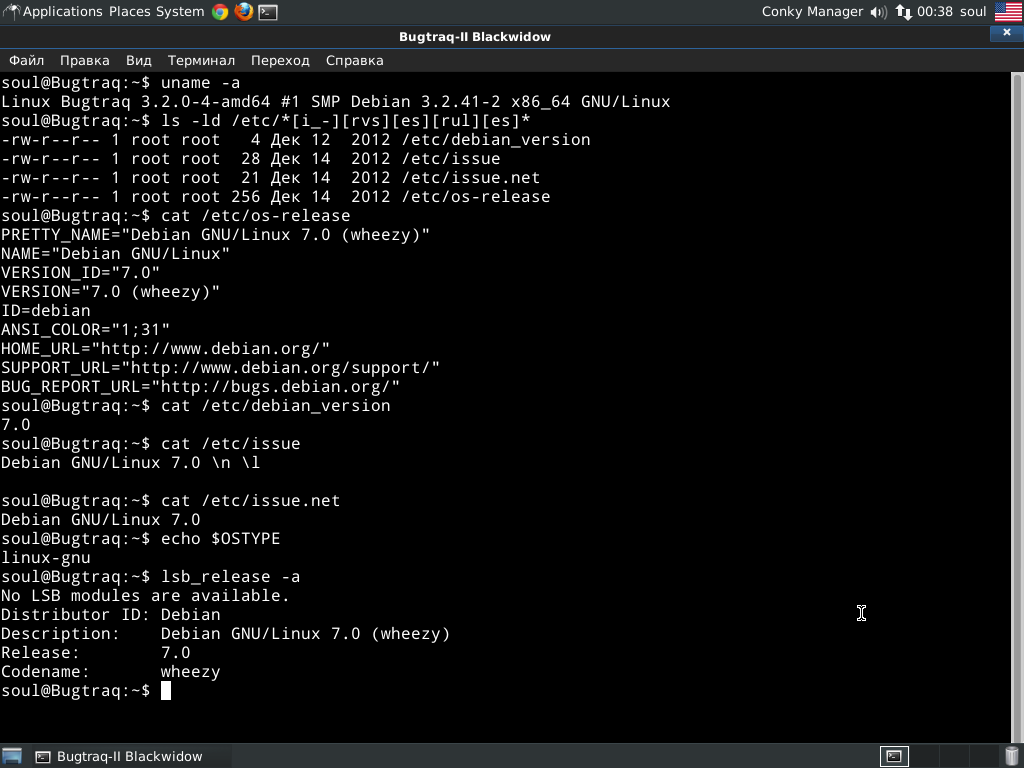 Applications Places System
Conky Manager 00:38 soul
Bugtraq-II Blackwidow
Файл Правка Вид Терминал Переход Справка
soul@Bugtraq:~$ uname -a
Linux Bugtraq 3.2.0-4-amd64 #1 SMP Debian 3.2.41-2 x86_64 GNU/Linux
soul@Bugtraq:~$ ls -ld /etc/*[i_-][rvs][es][rul][es]*
-rw-r--r-- 1 root root   4 Дек 12  2012 /etc/debian_version
-rw-r--r-- 1 root root  28 Дек 14  2012 /etc/issue
-rw-r--r-- 1 root root  21 Дек 14  2012 /etc/issue.net
-rw-r--r-- 1 root root 256 Дек 14  2012 /etc/os-release
soul@Bugtraq:~$ cat /etc/os-release
PRETTY_NAME="Debian GNU/Linux 7.0 (wheezy)"
NAME="Debian GNU/Linux"
VERSION_ID="7.0"
VERSION="7.0 (wheezy)"
ID=debian
ANSI_COLOR="1;31"
HOME_URL="http://www.debian.org/"
SUPPORT_URL="http://www.debian.org/support/"
BUG_REPORT_URL="http://bugs.debian.org/"
soul@Bugtraq:~$ cat /etc/debian_version
7.0
soul@Bugtraq:~$ cat /etc/issue
Debian GNU/Linux 7.0 \n \l
soul@Bugtraq:~$ cat /etc/issue.net
Debian GNU/Linux 7.0
soul@Bugtraq:~$ echo $OSTYPE
linux-gnu
soul@Bugtraq:~$ lsb_release -a
No LSB modules are available.
Distributor ID: Debian
Description:    Debian GNU/Linux 7.0 (wheezy)
Release:        7.0
Codename:       wheezy
soul@Bugtraq:~$
Bugtraq-II Blackwidow